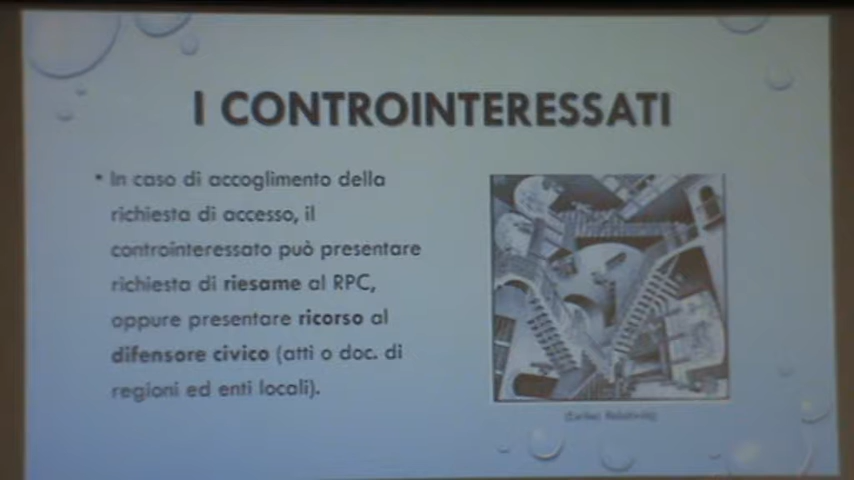 I CONTROINTERESSATI
• In caso di accoglimento della
richiesta di accesso, il
controinteressato può presentare
richiesta di riesame al RPC,
oppure presentare ricorso al
difensore civico (atti o doc. di
regioni ed enti locali).